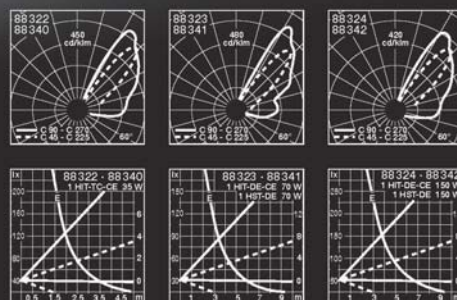 88322
88340
450
cd/klm
C 90 - C 270
C 45 - C 225
60°
88323
88341
460
cd/klm
C 90 - C 270
C 45 - C 225
60°
88324
88342
420
cd/klm
C 90 - C 270
C 45 - C 225
60°
lx 88322 - 88340
1 HIT-TC-CE 35 W
200
E
160 6
120 4
80 2
40 0
0.5 1.5 2.5 3.5 4.5 m
lx 88323 - 88341
1 HIT-DE-CE 70 W
1 HST-DE 70 W
E
8
4
0
1 3 5 7 9 m
lx 88324 - 88342
1 HIT-DE-CE 150 W
1 HST-DE 150 W
200
E
160
120 8
80 4
40 0
m